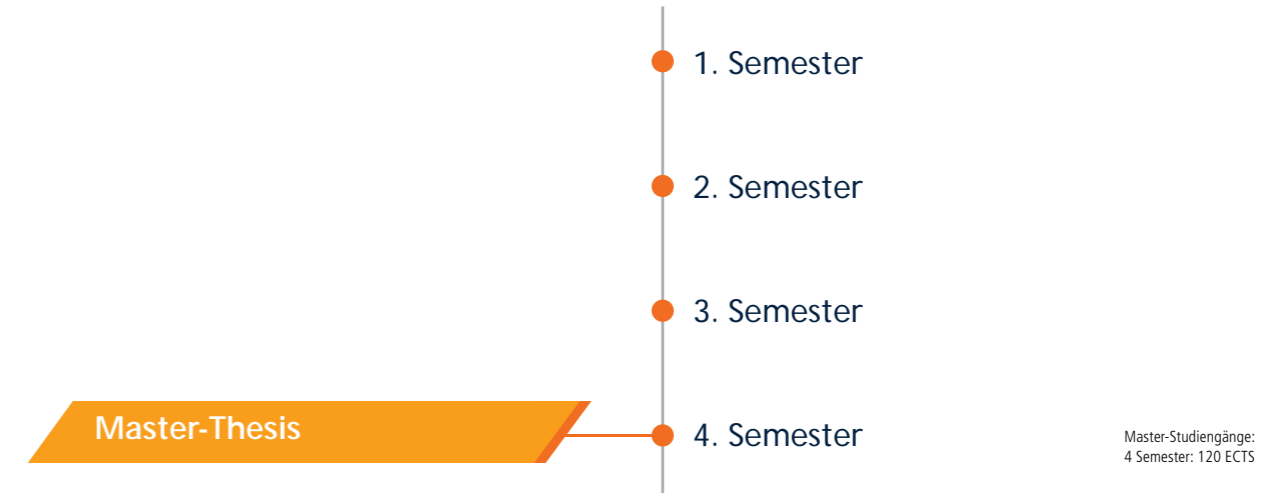 1. Semester
2. Semester
3. Semester
Master-Thesis
4. Semester
Master-Studiengänge:
4 Semester: 120 ECTS